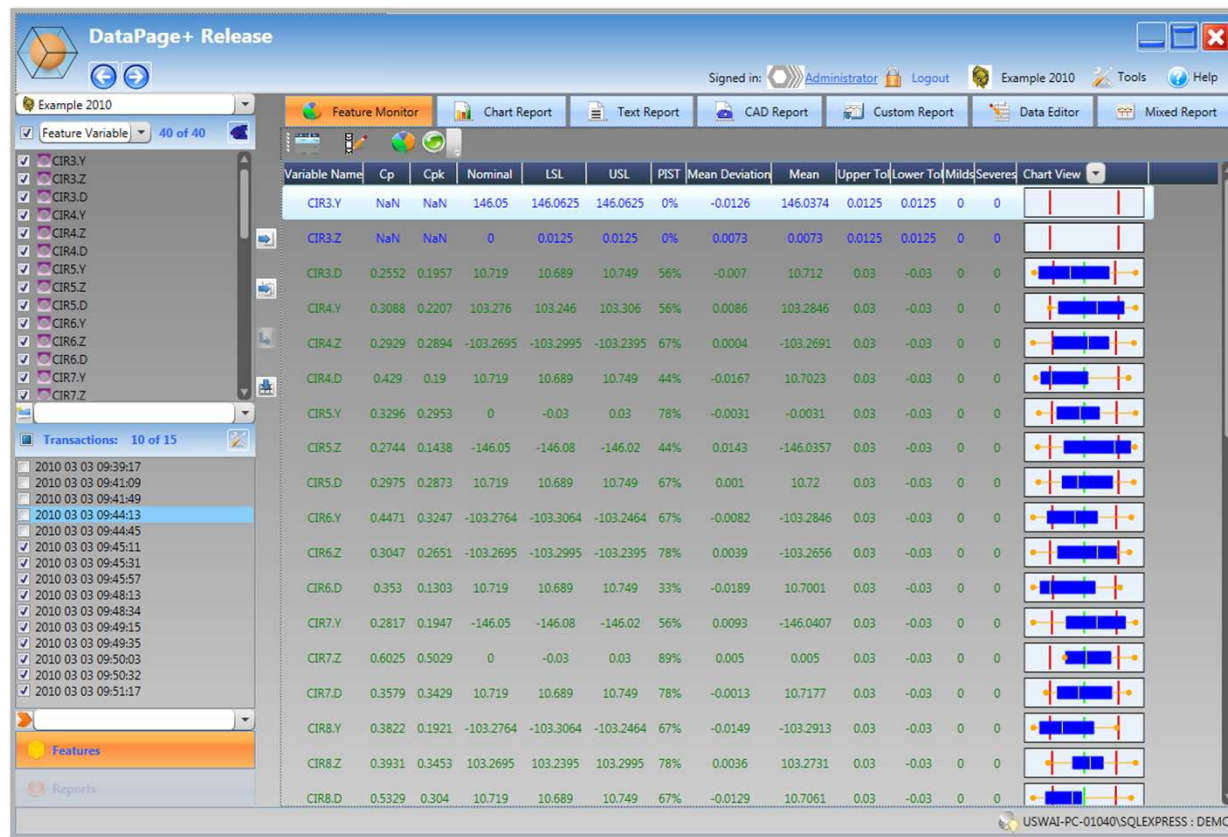 DataPage+ Release
Signed in: Administrator Logout Example 2010 Tools Help
Example 2010
Feature Variable 40 of 40
CIR3.Y
CIR3.Z
CIR3.D
CIR4.Y
CIR4.Z
CIR4.D
CIR5.Y
CIR5.Z
CIR5.D
CIR6.Y
CIR6.Z
CIR6.D
CIR7.Y
CIR7.Z
Transactions: 10 of 15
2010 03 03 09:39:17
2010 03 03 09:41:09
2010 03 03 09:41:49
2010 03 03 09:44:13
2010 03 03 09:44:45
2010 03 03 09:45:11
2010 03 03 09:45:31
2010 03 03 09:45:57
2010 03 03 09:48:13
2010 03 03 09:48:34
2010 03 03 09:49:15
2010 03 03 09:49:35
2010 03 03 09:50:03
2010 03 03 09:50:32
2010 03 03 09:51:17
Features
Reports
Feature Monitor Chart Report Text Report CAD Report Custom Report Data Editor Mixed Report
Variable Name Cp Cpk Nominal LSL USL PIST Mean Deviation Mean Upper Tol Lower Tol Milds Severes Chart View
CIR3.Y NaN NaN 146.05 146.0625 146.0625 0% -0.0126 146.0374 0.0125 0.0125 0 0
CIR3.Z NaN NaN 0 0.0125 0.0125 0% 0.0073 0.0073 0.0125 0.0125 0 0
CIR3.D 0.2552 0.1957 10.719 10.689 10.749 56% -0.007 10.712 0.03 -0.03 0 0
CIR4.Y 0.3088 0.2207 103.276 103.246 103.306 56% 0.0086 103.2846 0.03 -0.03 0 0
CIR4.Z 0.2929 0.2894 -103.2695 -103.2995 -103.2395 67% 0.0004 -103.2691 0.03 -0.03 0 0
CIR4.D 0.429 0.19 10.719 10.689 10.749 44% -0.0167 10.7023 0.03 -0.03 0 0
CIR5.Y 0.3296 0.2953 0 -0.03 0.03 78% -0.0031 -0.0031 0.03 -0.03 0 0
CIR5.Z 0.2744 0.1438 -146.05 -146.08 -146.02 44% 0.0143 -146.0357 0.03 -0.03 0 0
CIR5.D 0.2975 0.2873 10.719 10.689 10.749 67% 0.001 10.72 0.03 -0.03 0 0
CIR6.Y 0.4471 0.3247 -103.2764 -103.3064 -103.2464 67% -0.0082 -103.2846 0.03 -0.03 0 0
CIR6.Z 0.3047 0.2651 -103.2695 -103.2995 -103.2395 78% 0.0039 -103.2656 0.03 -0.03 0 0
CIR6.D 0.353 0.1303 10.719 10.689 10.749 33% -0.0189 10.7001 0.03 -0.03 0 0
CIR7.Y 0.2817 0.1947 -146.05 -146.08 -146.02 56% 0.0093 -146.0407 0.03 -0.03 0 0
CIR7.Z 0.6025 0.5029 0 -0.03 0.03 89% 0.005 0.005 0.03 -0.03 0 0
CIR7.D 0.3579 0.3429 10.719 10.689 10.749 78% -0.0013 10.7177 0.03 -0.03 0 0
CIR8.Y 0.3822 0.1921 -103.2764 -103.3064 -103.2464 67% -0.0149 -103.2913 0.03 -0.03 0 0
CIR8.Z 0.3931 0.3453 103.2695 103.2395 103.2995 78% 0.0036 103.2731 0.03 -0.03 0 0
CIR8.D 0.5329 0.304 10.719 10.689 10.749 67% -0.0129 10.7061 0.03 -0.03 0 0
USWAI-PC-01040\SQLEXPRESS : DEMO